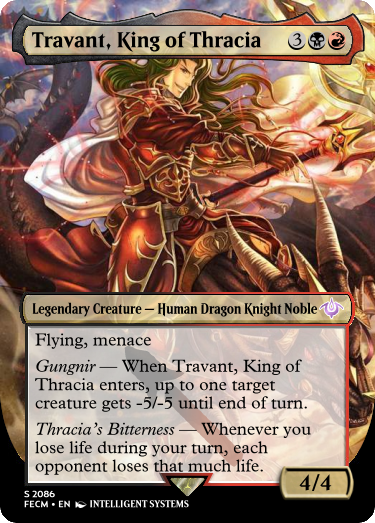 Travant, King of Thracia 3
Legendary Creature — Human Dragon Knight Noble
Flying, menace
Gungnir — When Travant, King of
Thracia enters, up to one target
creature gets -5/-5 until end of turn.
Thracia's Bitterness — Whenever you
lose life during your turn, each
opponent loses that much life.
4/4
S 2086
FECM • EN INTELLIGENT SYSTEMS